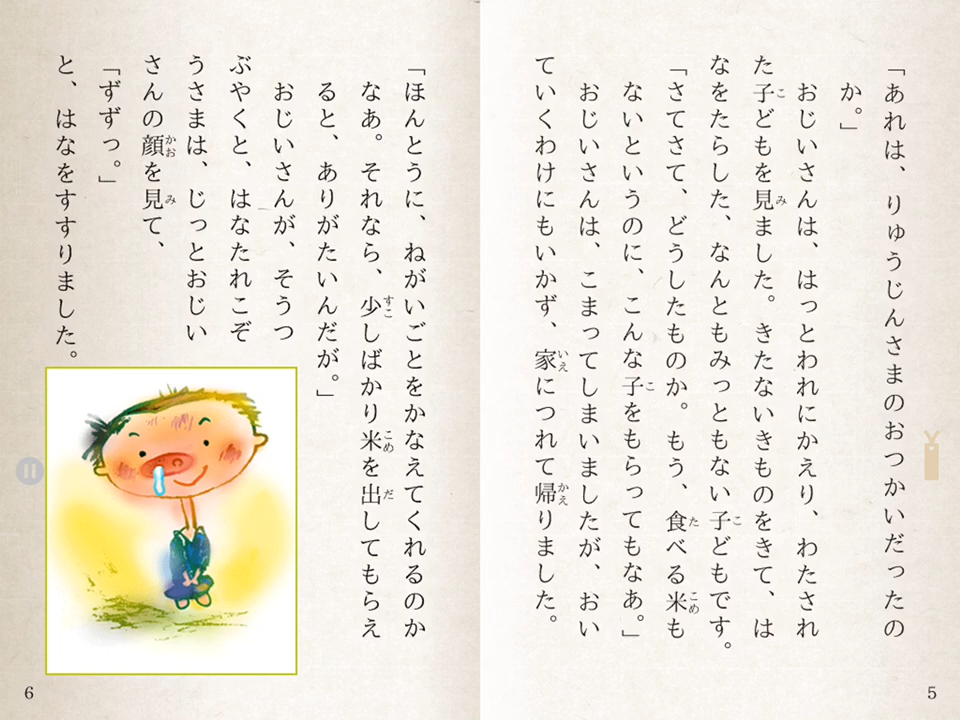 「あれは、りゅうじんさまのおつかいだったの
か。」
おじいさんは、はっとわれにかえり、わたされ
た子どもを見ました。きたないきものをきて、は
なをたらした、なんともみっともない子どもです。
「さてさて、どうしたものか。もう、食べる米も
ないというのに、こんな子をもらってもなあ。」
おじいさんは、こまってしまいましたが、おい
ていくわけにもいかず、家につれて帰りました。
5
「ほんとうに、ねがいごとをかなえてくれるのか
なあ。それなら、少しばかり米を出してもらえ
ると、ありがたいんだが。」
おじいさんが、そうつ
ぶやくと、はなたれこぞ
うさまは、じっとおじい
さんの顔を見て、
「ずずっ。」
と、はなをすすりました。
6